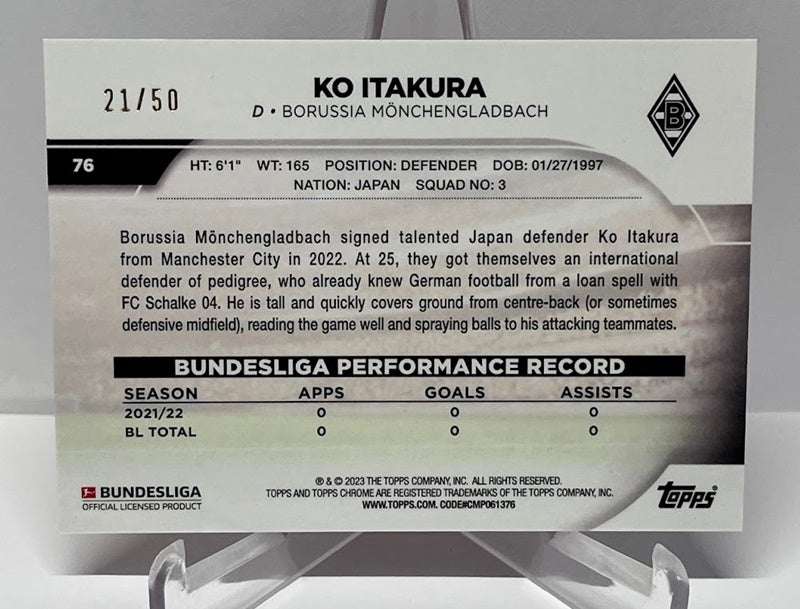 21/50
KO ITAKURA
D • BORUSSIA MÖNCHENGLADBACH
B
76
HT: 6'1" WT: 165 POSITION: DEFENDER DOB: 01/27/1997
NATION: JAPAN SQUAD NO: 3
Borussia Mönchengladbach signed talented Japan defender Ko Itakura
from Manchester City in 2022. At 25, they got themselves an international
defender of pedigree, who already knew German football from a loan spell with
FC Schalke 04. He is tall and quickly covers ground from centre-back (or sometimes
defensive midfield), reading the game well and spraying balls to his attacking teammates.
BUNDESLIGA PERFORMANCE RECORD
SEASON APPS GOALS ASSISTS
2021/22 0 0 0
BL TOTAL 0 0 0
BUNDESLIGA
OFFICIAL LICENSED PRODUCT
® & © 2023 THE TOPPS COMPANY, INC. ALL RIGHTS RESERVED.
TOPPS AND TOPPS CHROME ARE REGISTERED TRADEMARKS OF THE TOPPS COMPANY, INC.
WWW.TOPPS.COM. CODE#CMP061376
TOPPS®